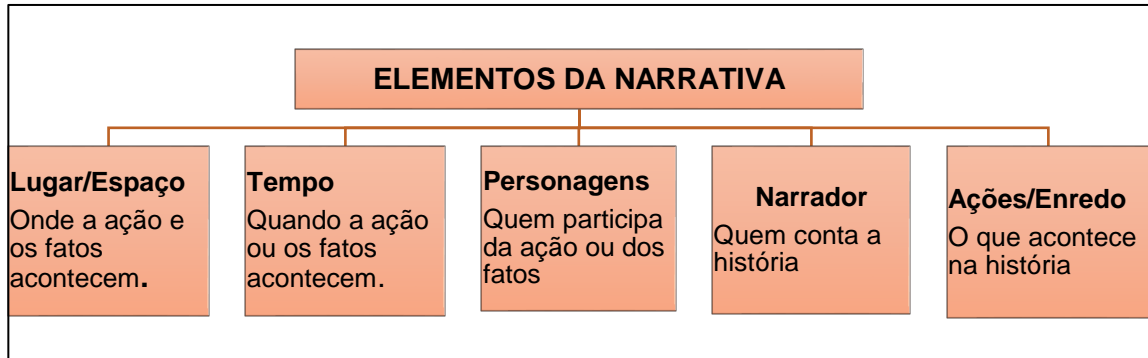 ELEMENTOS DA NARRATIVA
Lugar/Espaço
Onde a ação e
os fatos
acontecem.
Tempo
Quando a ação
ou os fatos
acontecem.
Personagens
Quem participa
da ação ou dos
fatos
Narrador
Quem conta a
história
Ações/Enredo
O que acontece
na história